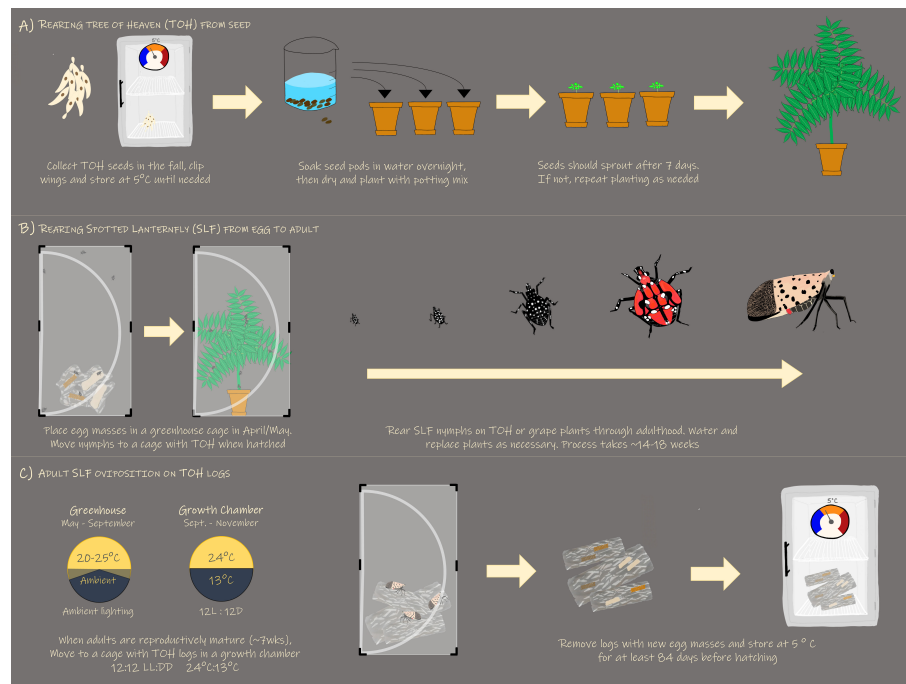 A) Rearing Tree of Heaven (TOH) from seed
5°C
Collect TOH seeds in the fall, clip
wings and store at 5°C until needed
Soak seed pods in water overnight,
then dry and plant with potting mix
Seeds should sprout after 7 days.
If not, repeat planting as needed
B) Rearing Spotted Lanternfly (SLF) from egg to adult
Place egg masses in a greenhouse cage in April/May.
Move nymphs to a cage with TOH when hatched
Rear SLF nymphs on TOH or grape plants through adulthood. Water and
replace plants as necessary. Process takes ~14-18 weeks
C) Adult SLF oviposition on TOH logs
Greenhouse
May - September
20-25°C
Ambient
Ambient lighting
Growth Chamber
Sept. - November
24°C
13°C
12L : 12D
When adults are reproductively mature (~7wks),
Move to a cage with TOH logs in a growth chamber
12:12 LL:DD 24°C:13°C
Remove logs with new egg masses and store at 5 ° C
for at least 84 days before hatching
5°C